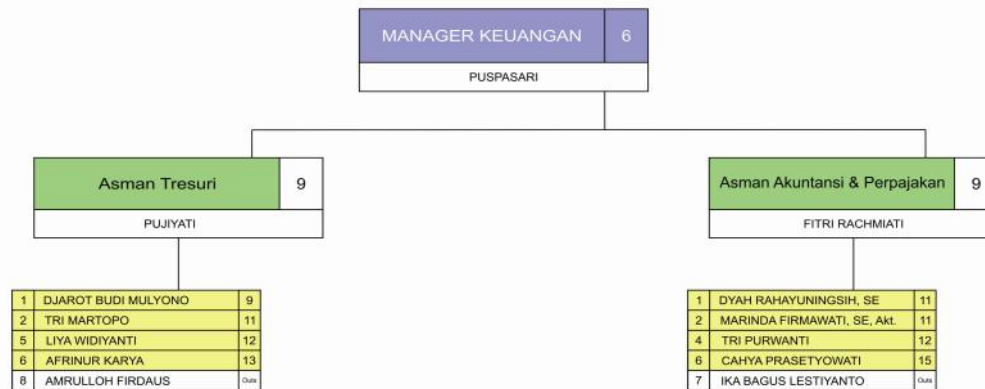 MANAGER KEUANGAN 6
PUSPASARI
Asman Tresuri 9
PUJIYATI
Asman Akuntansi & Perpajakan 9
FITRI RACHMIATI
1 DJAROT BUDI MULYONO 9
2 TRI MARTOPO 11
5 LIYA WIDIYANTI 12
6 AFRINUR KARYA 13
8 AMRULLOH FIRDAUS Outs
1 DYAH RAHAYUNINGSIH, SE 11
2 MARINDA FIRMAWATI, SE, Akt. 11
4 TRI PURWANTI 12
6 CAHYA PRASETYOWATI 15
7 IKA BAGUS LESTIYANTO Outs